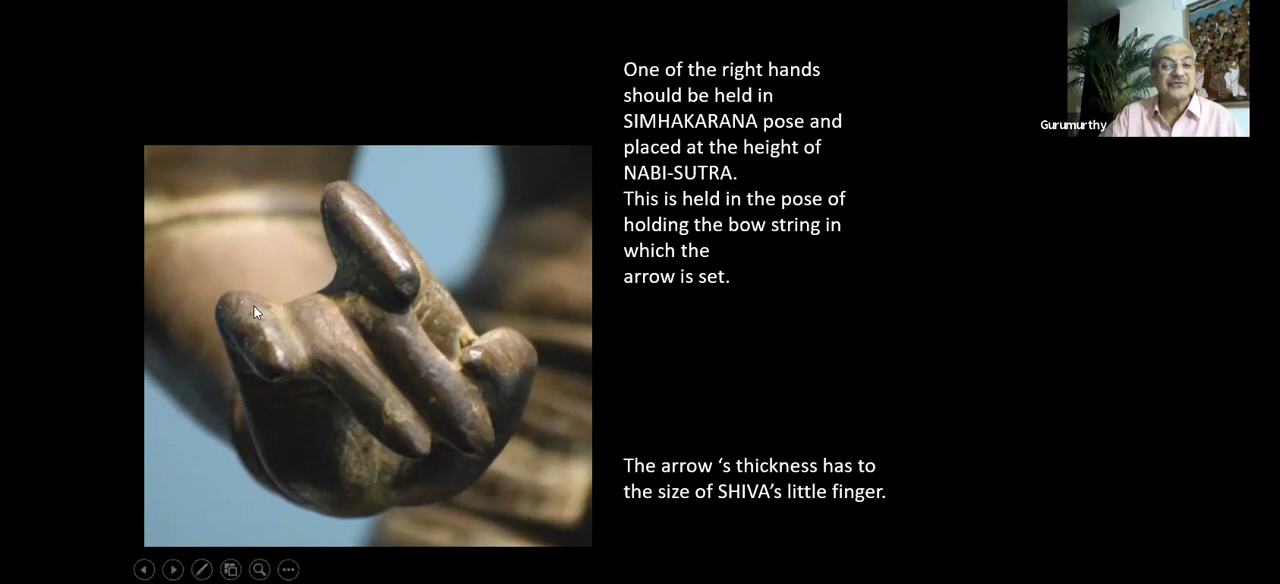 One of the right hands
should be held in
SIMHAKARANA pose and
placed at the height of
NABI-SUTRA.
This is held in the pose of
holding the bow string in
which the
arrow is set.
The arrow ‘s thickness has to
the size of SHIVA’s little finger.
Gurumurthy